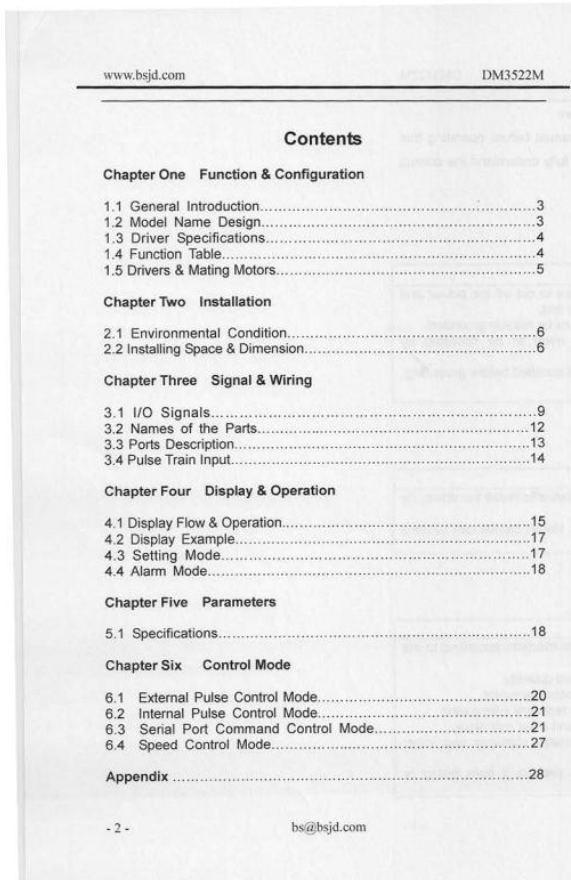 www.bsjd.com DM3522M
Contents
Chapter One Function & Configuration
1.1 General Introduction..........3
1.2 Model Name Design..........3
1.3 Driver Specifications..........4
1.4 Function Table..........4
1.5 Drivers & Mating Motors..........5
Chapter Two Installation
2.1 Environmental Condition..........6
2.2 Installing Space & Dimension..........6
Chapter Three Signal & Wiring
3.1 I/O Signals..........9
3.2 Names of the Parts..........12
3.3 Ports Description..........13
3.4 Pulse Train Input..........14
Chapter Four Display & Operation
4.1 Display Flow & Operation..........15
4.2 Display Example..........17
4.3 Setting Mode..........17
4.4 Alarm Mode..........18
Chapter Five Parameters
5.1 Specifications..........18
Chapter Six Control Mode
6.1 External Pulse Control Mode..........20
6.2 Internal Pulse Control Mode..........21
6.3 Serial Port Command Control Mode..........21
6.4 Speed Control Mode..........27
Appendix ..........28
- 2 - bs@bsjd.com